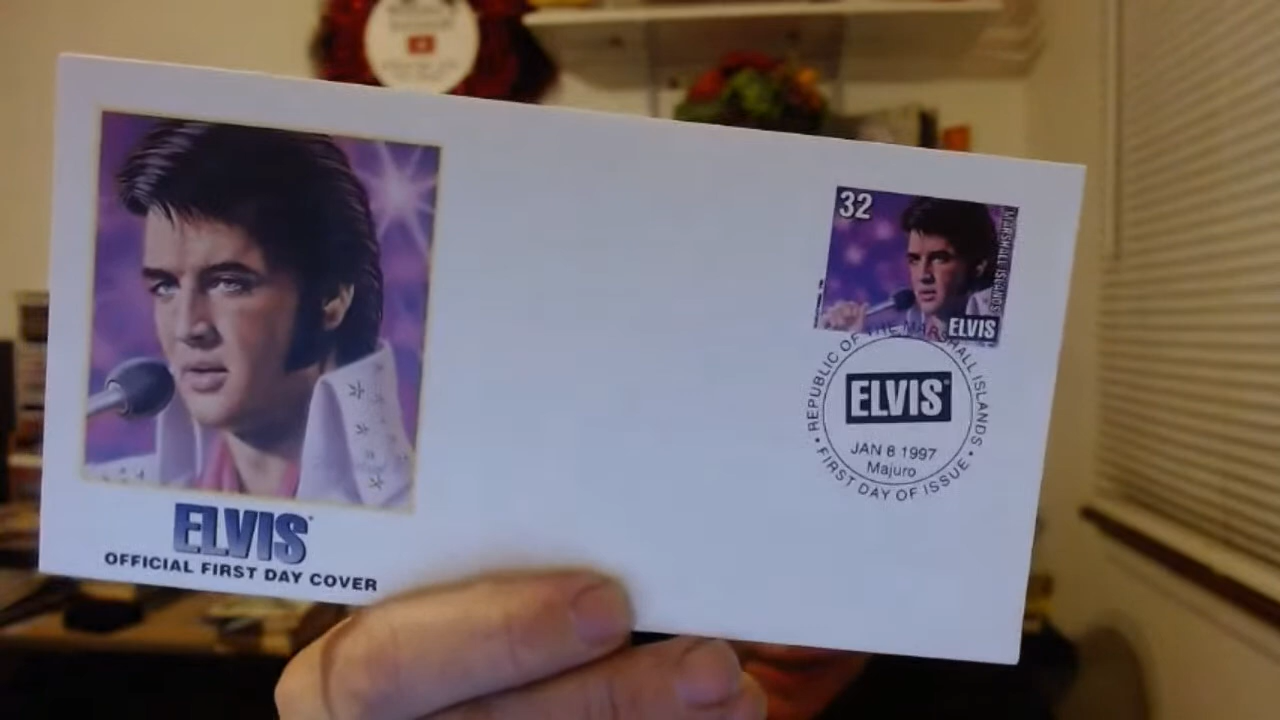 ELVIS
OFFICIAL FIRST DAY COVER
32
MARSHALL ISLANDS
ELVIS
REPUBLIC OF THE MARSHALL ISLANDS
ELVIS
JAN 8 1997
Majuro
• FIRST DAY OF ISSUE •